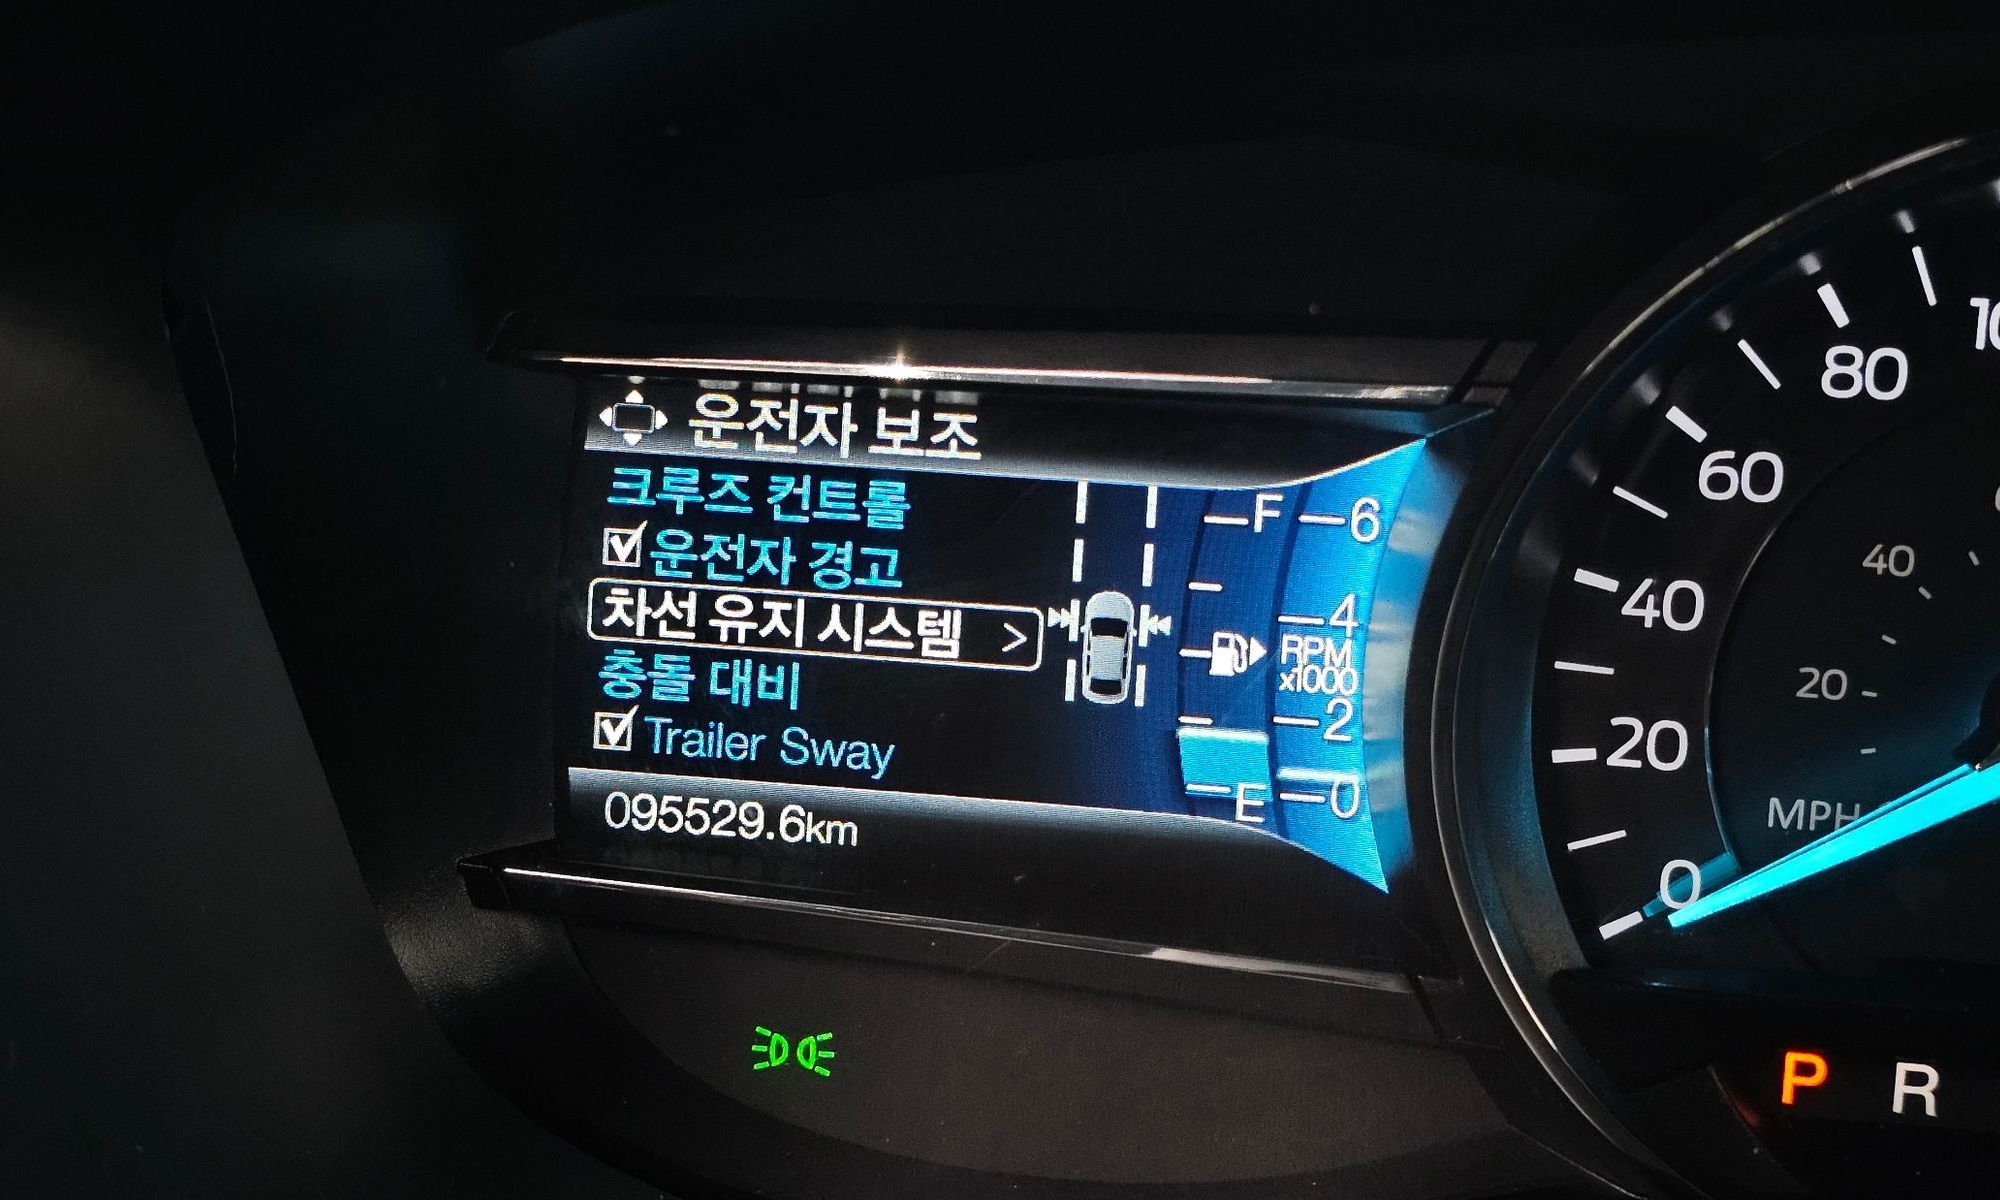 운전자 보조
크루즈 컨트롤
운전자 경고
차선 유지 시스템 >
충돌 대비
Trailer Sway
095529.6km
F
E
6
4
RPM
x1000
2
0
80
60
40
20
0
40
20
MPH
P R